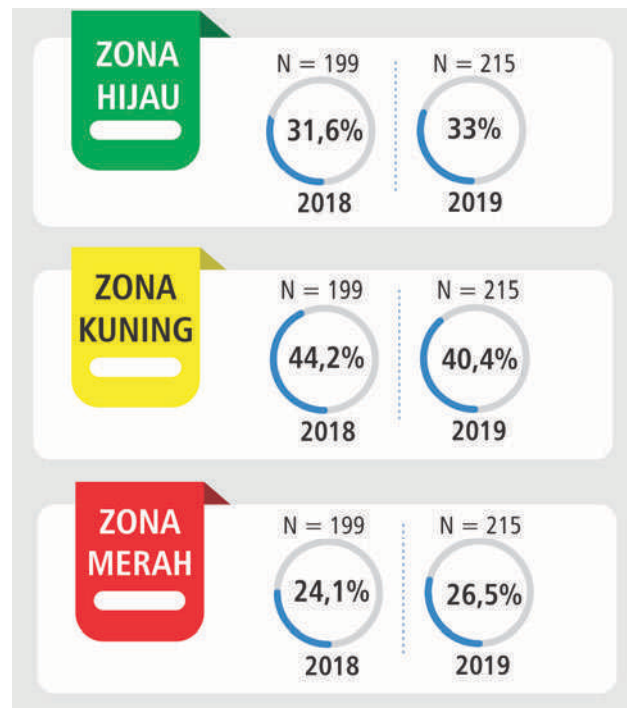 ZONA
HIJAU
N = 199
N = 215
31,6%
33%
2018
2019
ZONA
KUNING
N = 199
N = 215
44,2%
40,4%
2018
2019
ZONA
MERAH
N = 199
N = 215
24,1%
26,5%
2018
2019